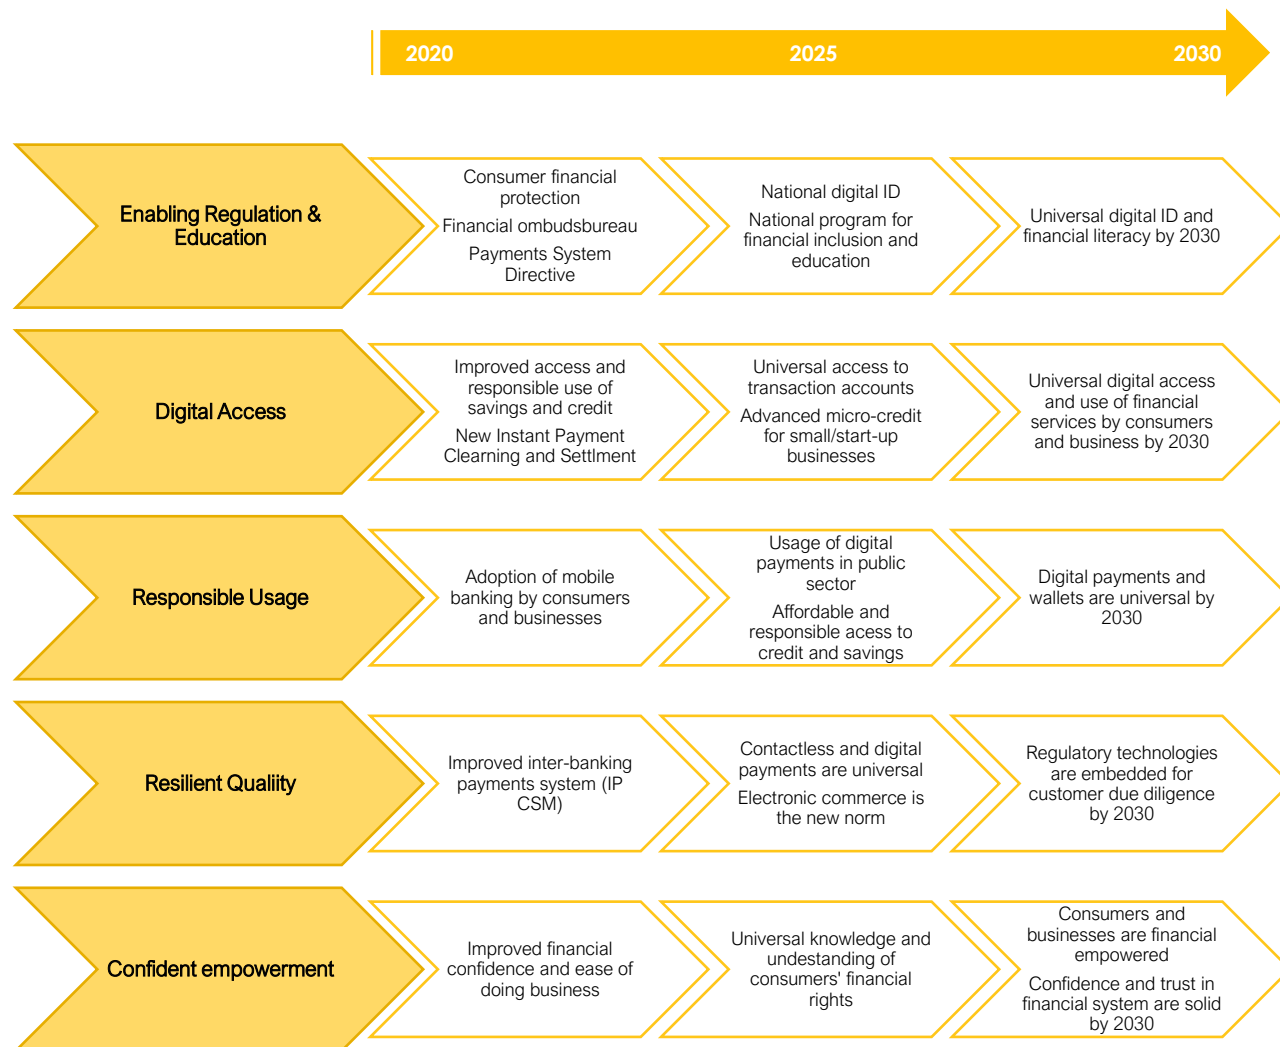 2020
2025
2030
Enabling Regulation &
Education
Consumer financial
protection
Financial ombudsbureau
Payments System
Directive
National digital ID
National program for
financial inclusion and
education
Universal digital ID and
financial literacy by 2030
Digital Access
Improved access and
responsible use of
savings and credit
New Instant Payment
Clearning and Settlment
Universal access to
transaction accounts
Advanced micro-credit
for small/start-up
businesses
Universal digital access
and use of financial
services by consumers
and business by 2030
Responsible Usage
Adoption of mobile
banking by consumers
and businesses
Usage of digital
payments in public
sector
Affordable and
responsible acess to
credit and savings
Digital payments and
wallets are universal by
2030
Resilient Qualiity
Improved inter-banking
payments system (IP
CSM)
Contactless and digital
payments are universal
Electronic commerce is
the new norm
Regulatory technologies
are embedded for
customer due diligence
by 2030
Confident empowerment
Improved financial
confidence and ease of
doing business
Universal knowledge and
undestanding of
consumers' financial
rights
Consumers and
businesses are financial
empowered
Confidence and trust in
financial system are solid
by 2030